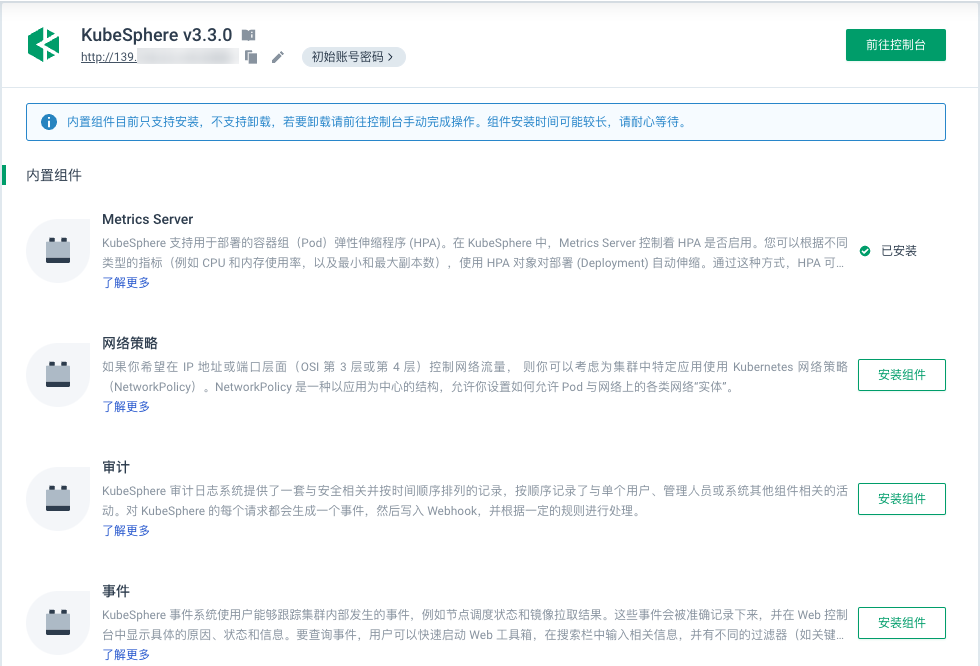 KubeSphere v3.3.0
http://139.
初始账号密码
前往控制台
内置组件目前只支持安装，不支持卸载，若要卸载请前往控制台手动完成操作。组件安装时间可能较长，请耐心等待。
内置组件
Metrics Server
KubeSphere 支持用于部署的容器组（Pod）弹性伸缩程序 (HPA)。在 KubeSphere 中，Metrics Server 控制着 HPA 是否启用。您可以根据不同
类型的指标（例如 CPU 和内存使用率，以及最小和最大副本数），使用 HPA 对象对部署 (Deployment) 自动伸缩。通过这种方式，HPA 可...
了解更多
已安装
网络策略
如果你希望在 IP 地址或端口层面（OSI 第 3 层或第 4 层）控制网络流量， 则你可以考虑为集群中特定应用使用 Kubernetes 网络策略
（NetworkPolicy）。NetworkPolicy 是一种以应用为中心的结构，允许你设置如何允许 Pod 与网络上的各类网络“实体”。
了解更多
安装组件
审计
KubeSphere 审计日志系统提供了一套与安全相关并按时间顺序排列的记录，按顺序记录了与单个用户、管理人员或系统其他组件相关的活
动。对 KubeSphere 的每个请求都会生成一个事件，然后写入 Webhook，并根据一定的规则进行处理。
了解更多
安装组件
事件
KubeSphere 事件系统使用户能够跟踪集群内部发生的事件，例如节点调度状态和镜像拉取结果。这些事件会被准确记录下来，并在 Web 控制
台中显示具体的原因、状态和信息。要查询事件，用户可以快速启动 Web 工具箱，在搜索栏中输入相关信息，并有不同的过滤器（如关键...
了解更多
安装组件